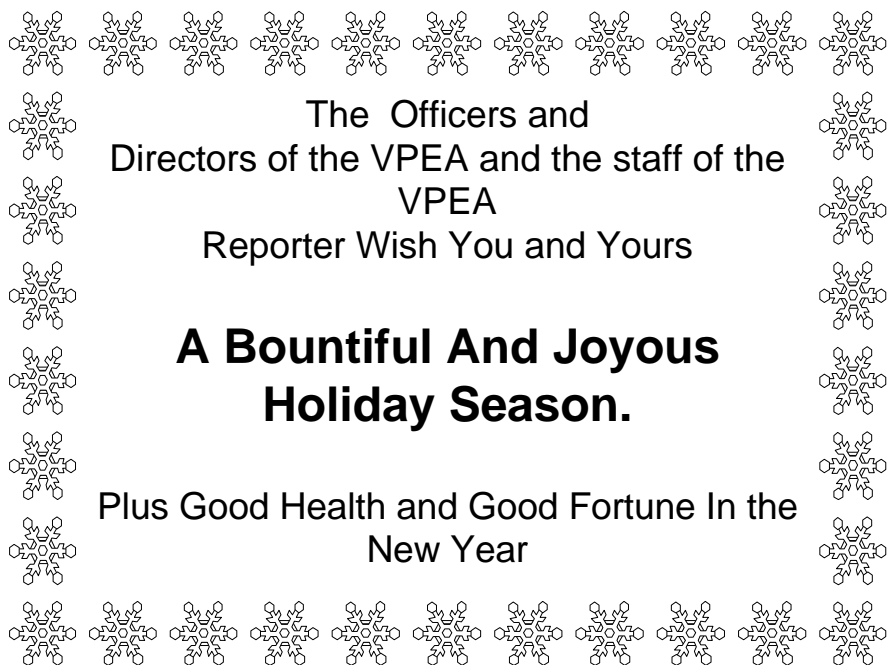 The Officers and
Directors of the VPEA and the staff of the
VPEA
Reporter Wish You and Yours
A Bountiful And Joyous
Holiday Season.
Plus Good Health and Good Fortune In the
New Year